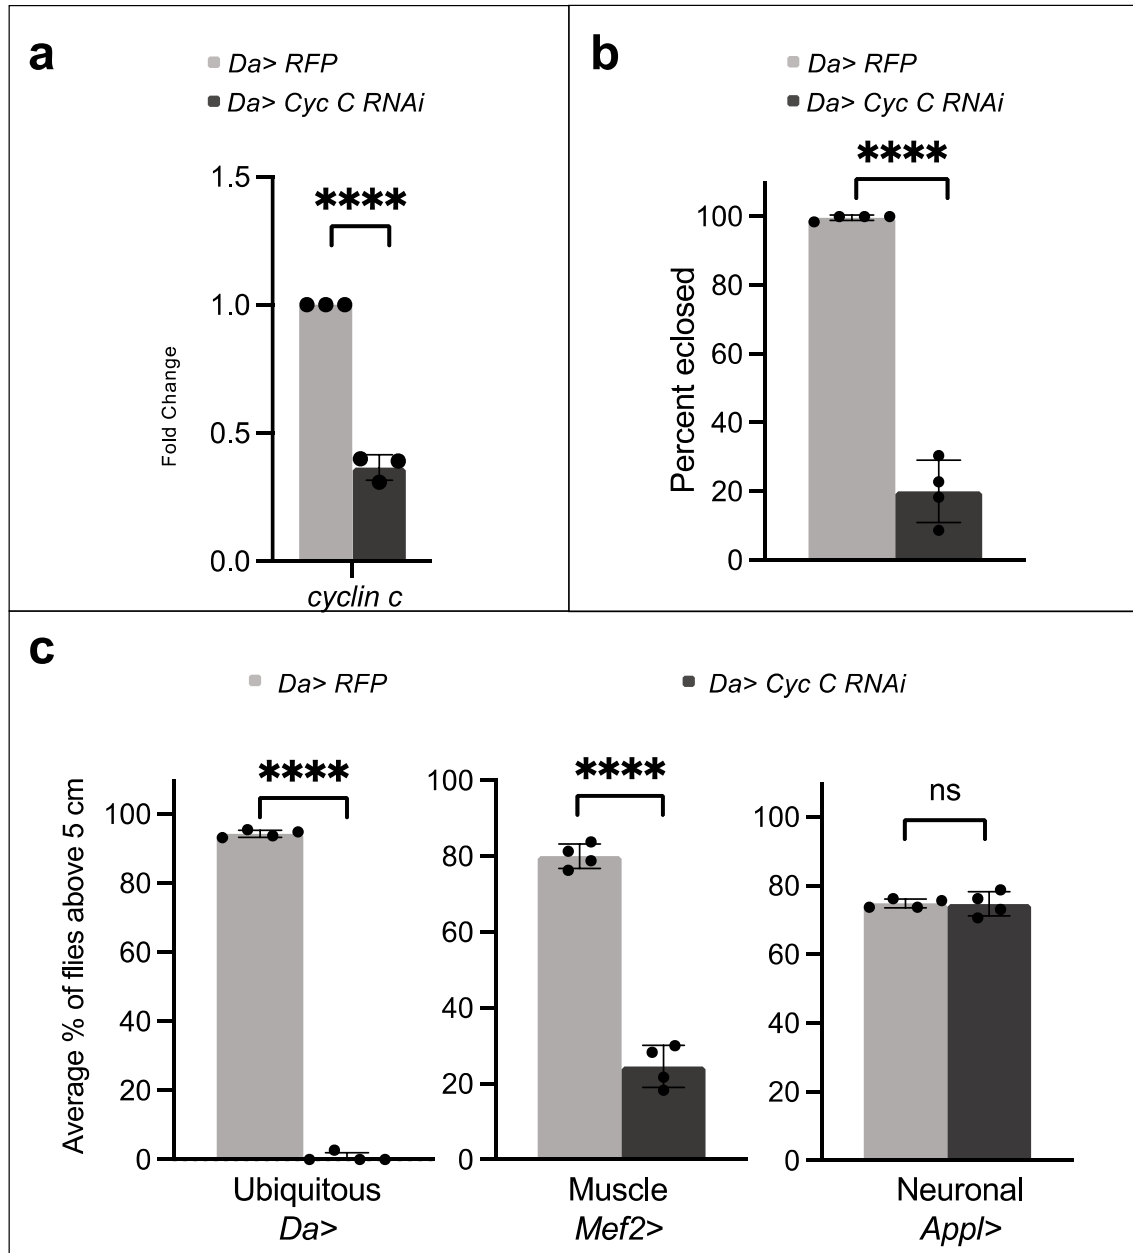 a
Da> RFP
Da> Cyc C RNAi
****
1.5
1.0
0.5
0.0
Fold Change
cyclin c
b
Da> RFP
Da> Cyc C RNAi
****
100
80
60
40
20
0
Percent eclosed
c
Da> RFP
Da> Cyc C RNAi
Average % of flies above 5 cm
****
100
80
60
40
20
0
Ubiquitous
Da>
****
100
80
60
40
20
0
Muscle
Mef2>
ns
100
80
60
40
20
0
Neuronal
Appl>